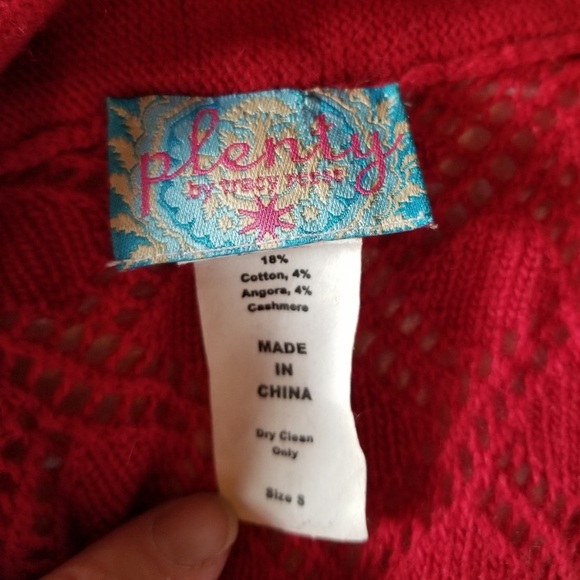 plenty
by tracy reese
18%
Cotton, 4%
Angora, 4%
Cashmere
MADE
IN
CHINA
Dry Clean
Only
Size S